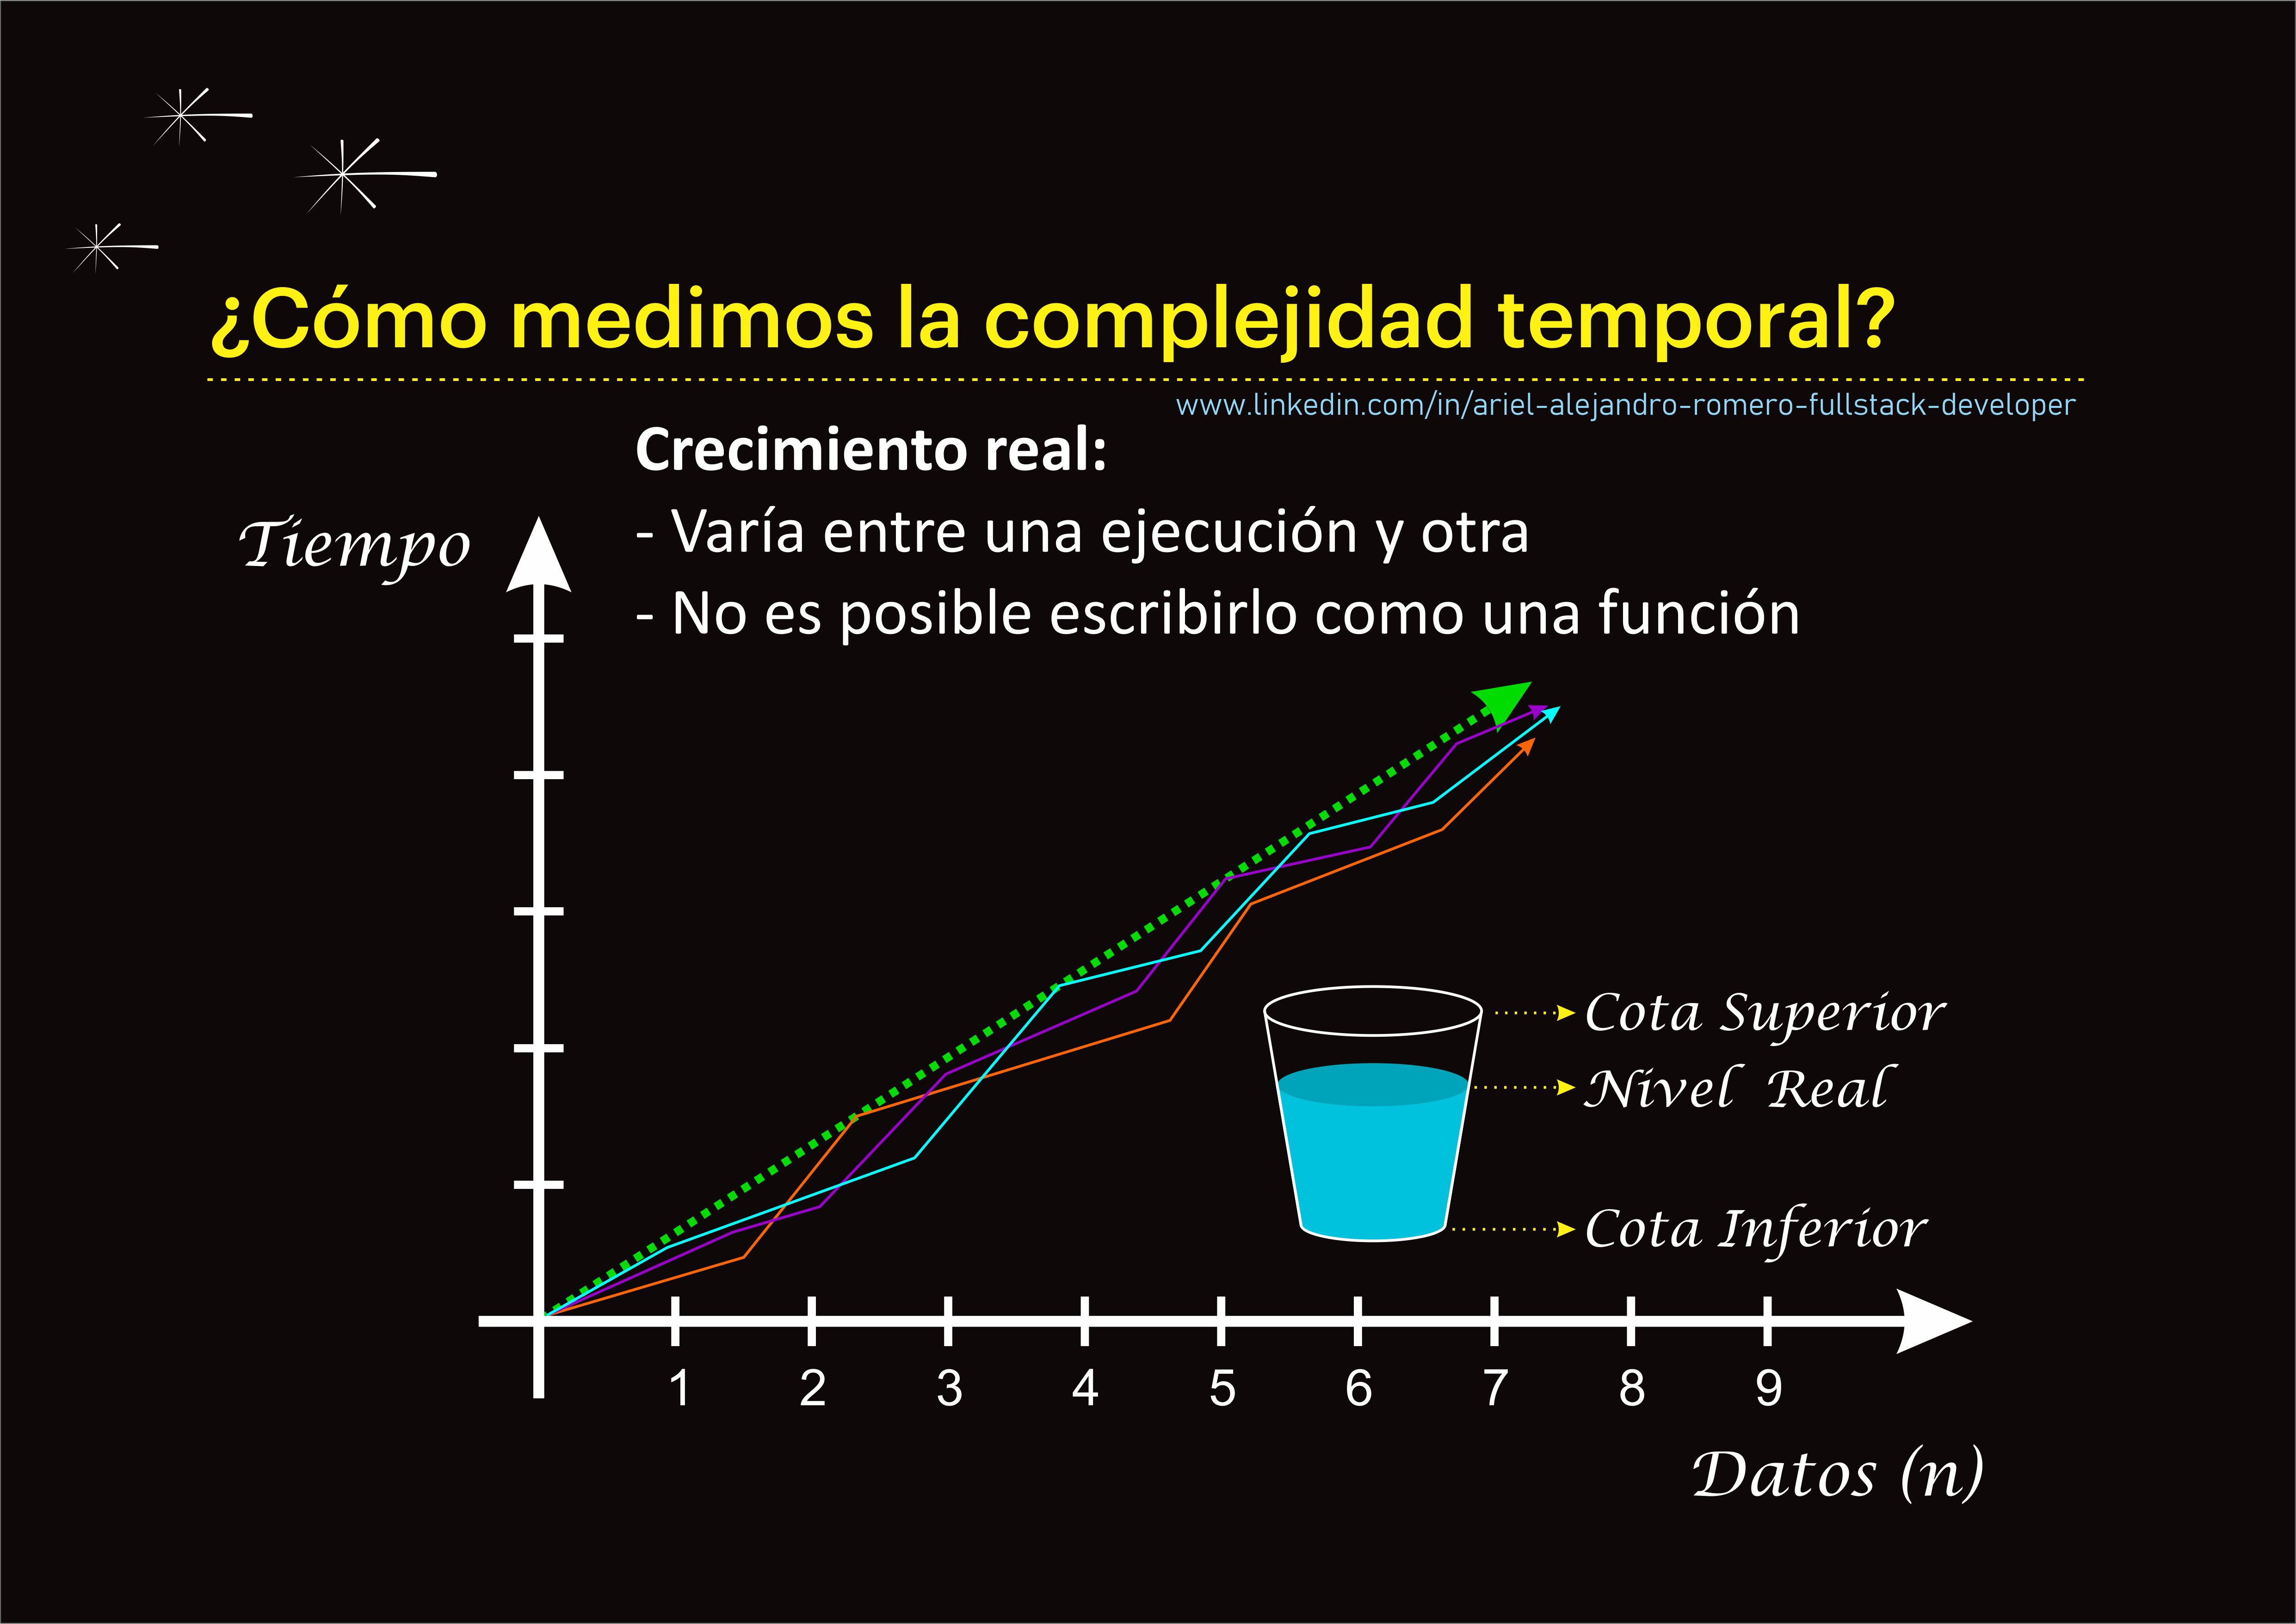 ¿Cómo medimos la complejidad temporal?
www.linkedin.com/in/ariel-alejandro-romero-fullstack-developer
Crecimiento real:
- Varía entre una ejecución y otra
- No es posible escribirlo como una función
Tiempo
Cota Superior
Nivel Real
Cota Inferior
1 2 3 4 5 6 7 8 9
Datos (n)